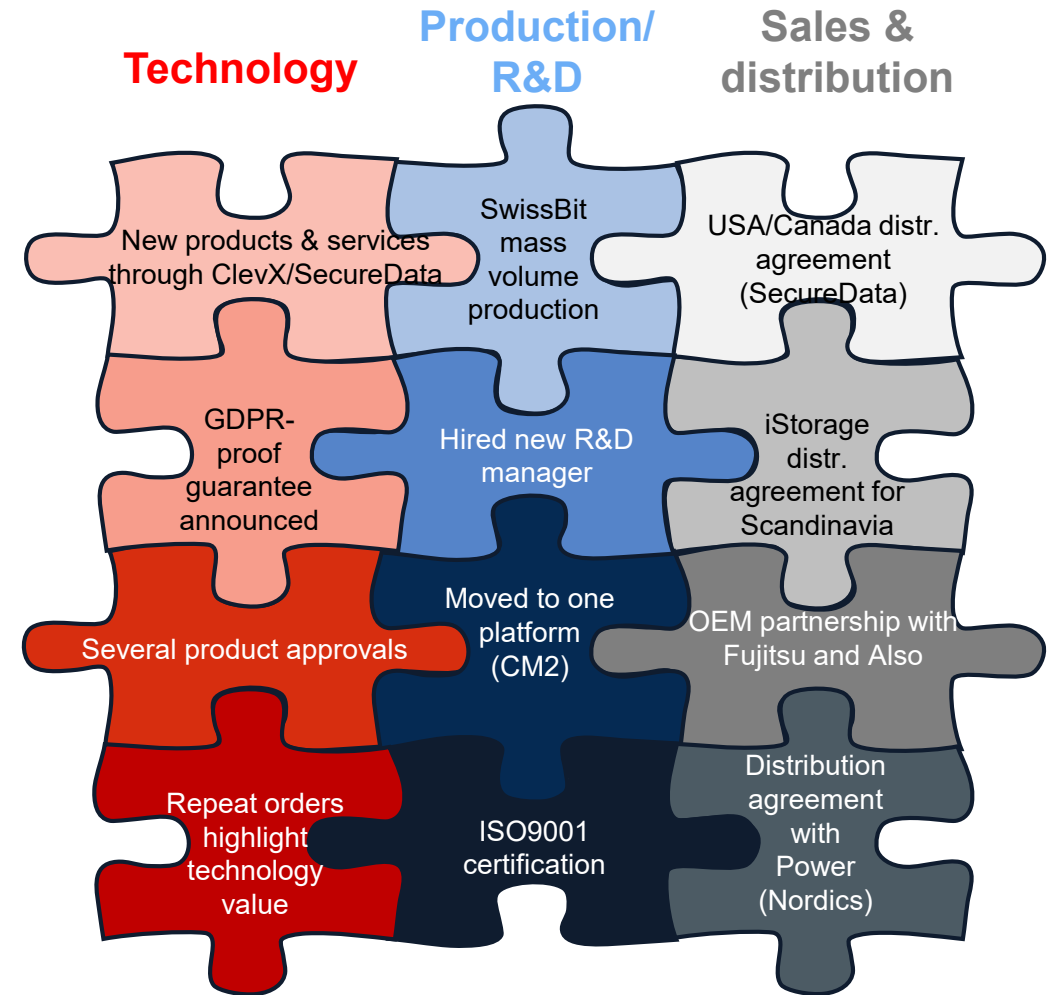 Technology
Production/
R&D
Sales &
distribution
New products & services
through ClevX/SecureData
SwissBit
mass
volume
production
USA/Canada distr.
agreement
(SecureData)
GDPR-
proof
guarantee
announced
Hired new R&D
manager
iStorage
distr.
agreement for
Scandinavia
Several product approvals
Moved to one
platform
(CM2)
OEM partnership with
Fujitsu and Also
Repeat orders
highlight
technology
value
ISO9001
certification
Distribution
agreement
with
Power
(Nordics)